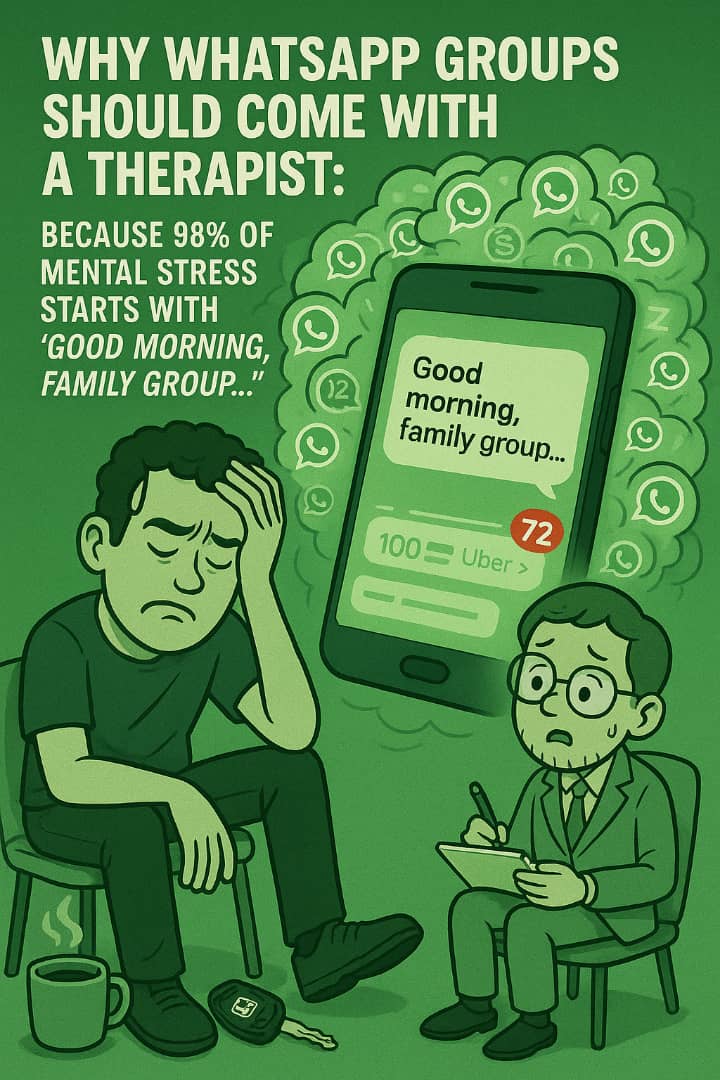 WHY WHATSAPP GROUPS
SHOULD COME WITH
A THERAPIST:
BECAUSE 98% OF
MENTAL STRESS
STARTS WITH
‘GOOD MORNING,
FAMILY GROUP...”
Good
morning,
family group...
72
100
Uber >
12
S
Z